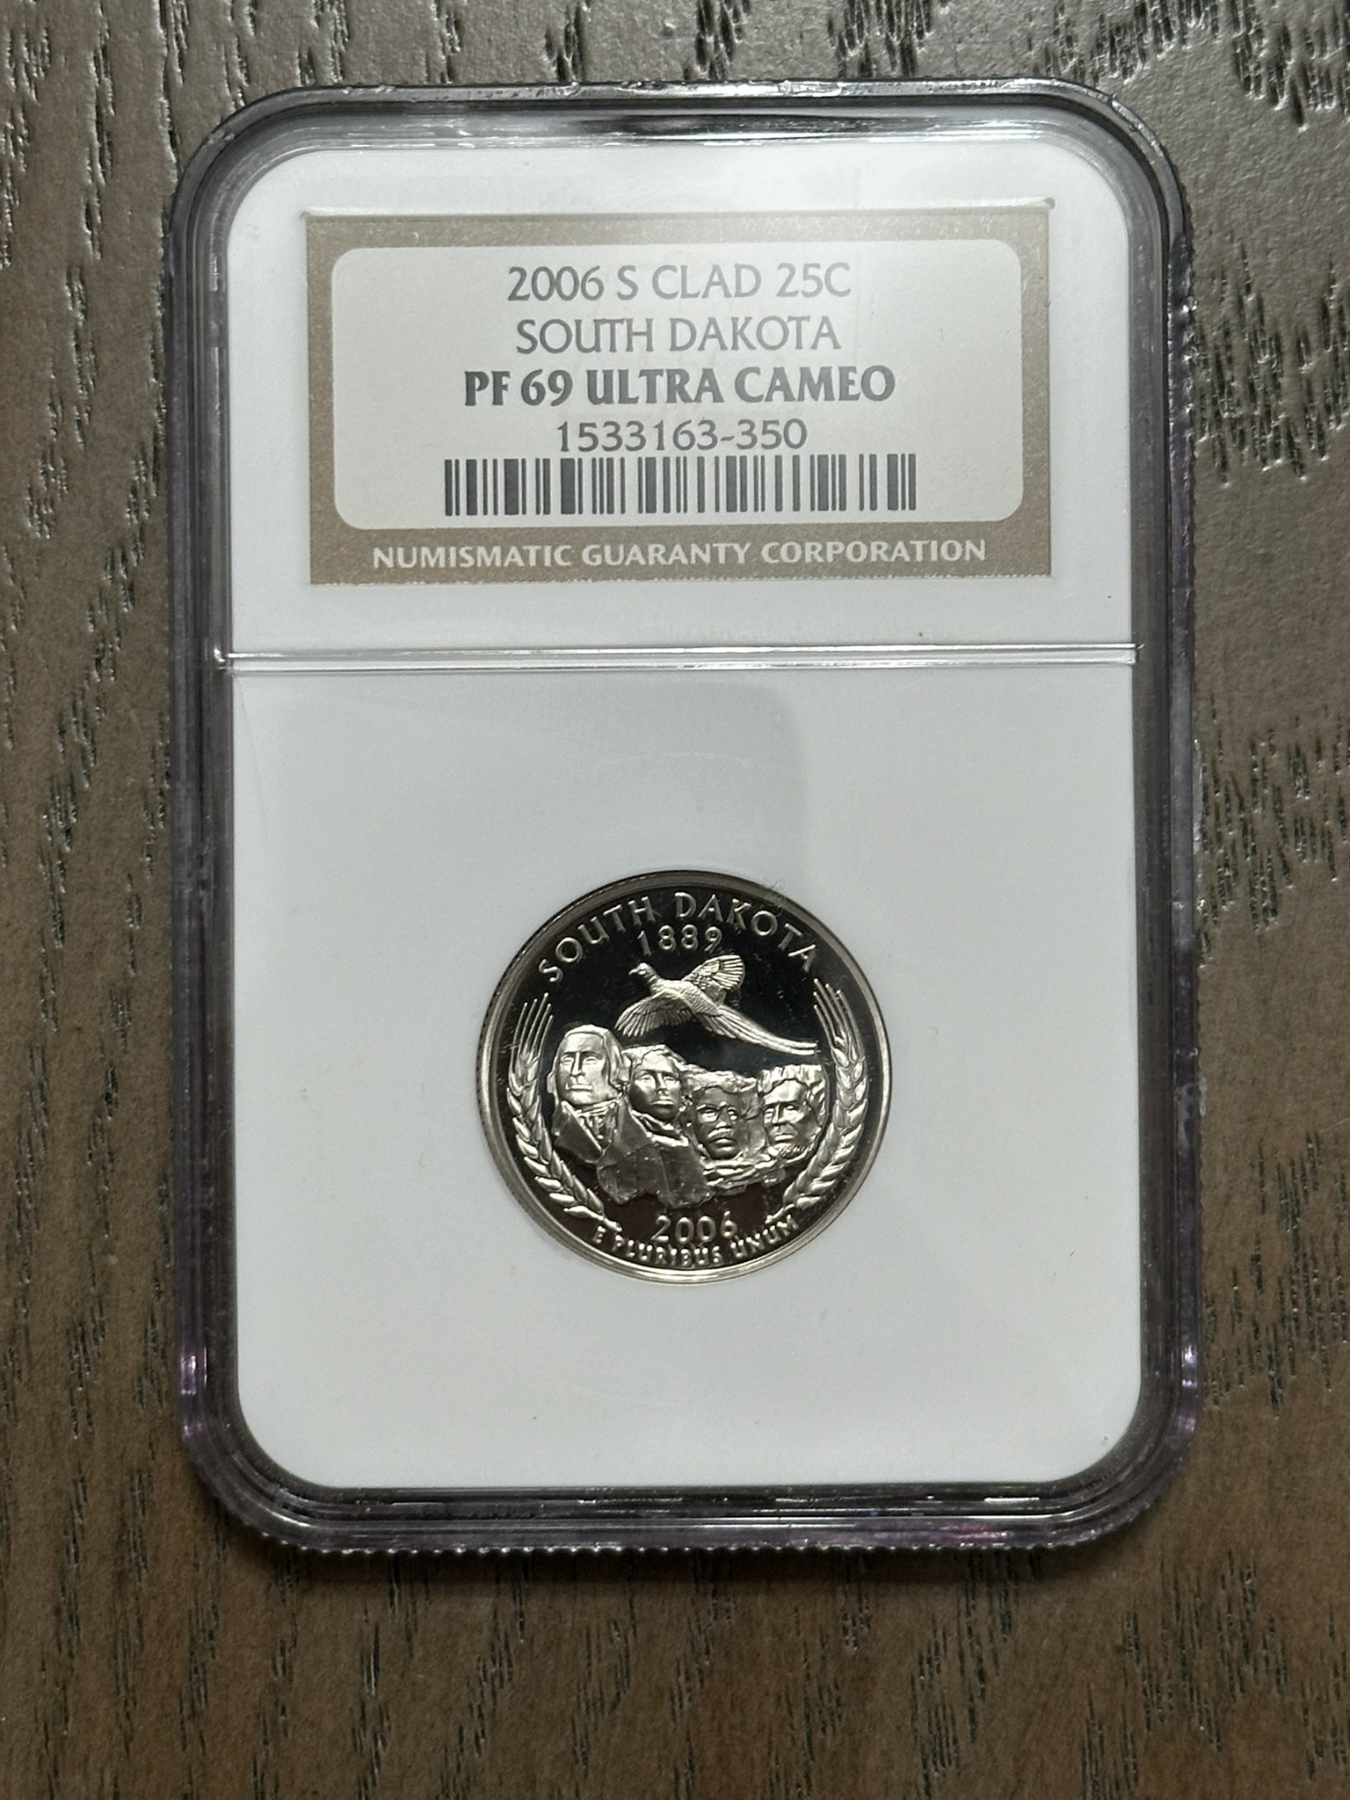 2006 S CLAD 25C
SOUTH DAKOTA
PF 69 ULTRA CAMEO
1533163-350
NUMISMATIC GUARANTY CORPORATION
SOUTH DAKOTA
1889
2006
E PLURIBUS UNUM